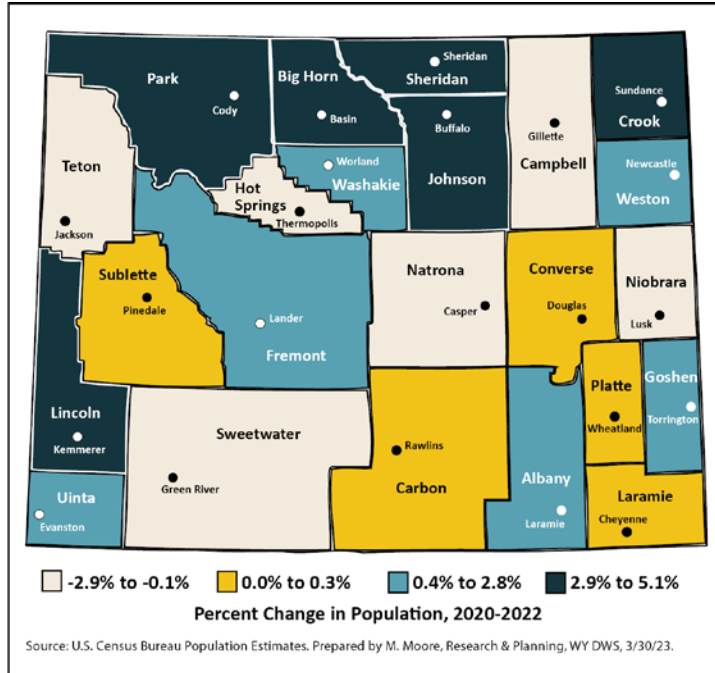 Sheridan
Park
Big Horn
Sheridan
Sundance
Cody
Basin
Buffalo
Gillette
Crook
Teton
Worland
Campbell
Newcastle
Hot
Springs
Washakie
Johnson
Weston
Jackson
Thermopolis
Sublette
Natrona
Converse
Niobrara
Pinedale
Casper
Douglas
Lusk
Lander
Fremont
Platte
Goshen
Lincoln
Wheatland
Torrington
Kemmerer
Sweetwater
Rawlins
Uinta
Green River
Carbon
Albany
Laramie
Evanston
Laramie
Cheyenne
-2.9% to -0.1%
0.0% to 0.3%
0.4% to 2.8%
2.9% to 5.1%
Percent Change in Population, 2020-2022
Source: U.S. Census Bureau Population Estimates. Prepared by M. Moore, Research & Planning, WY DWS, 3/30/23.